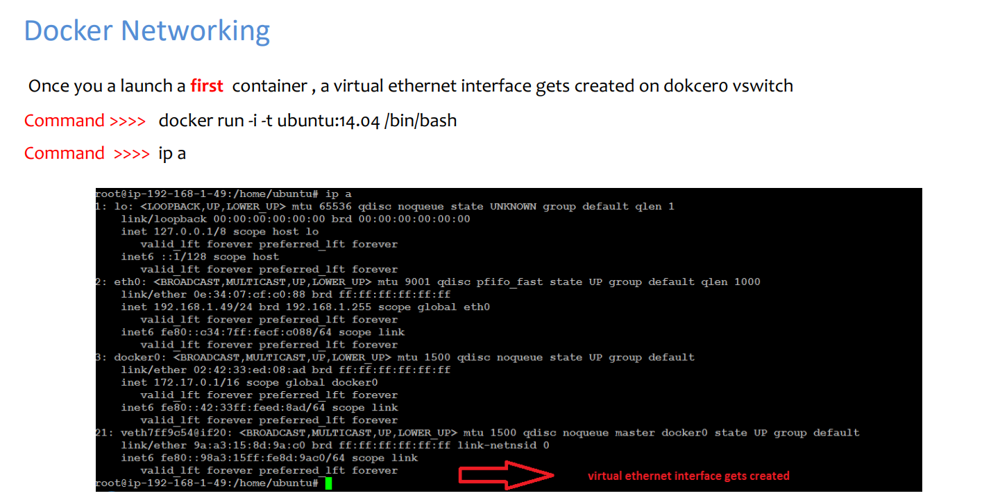 Docker Networking
Once you a launch a first container , a virtual ethernet interface gets created on dokcer0 vswitch
Command >>>> docker run -i -t ubuntu:14.04 /bin/bash
Command >>>> ip a
root@ip-192-168-1-49:/home/ubuntu# ip a
1: lo: <LOOPBACK,UP,LOWER_UP> mtu 65536 qdisc noqueue state UNKNOWN group default qlen 1
link/loopback 00:00:00:00:00:00 brd 00:00:00:00:00:00
inet 127.0.0.1/8 scope host lo
valid_lft forever preferred_lft forever
inet6 ::1/128 scope host
valid_lft forever preferred_lft forever
2: eth0: <BROADCAST,MULTICAST,UP,LOWER_UP> mtu 9001 qdisc pfifo_fast state UP group default qlen 1000
link/ether 0e:34:07:cf:c0:88 brd ff:ff:ff:ff:ff:ff
inet 192.168.1.49/24 brd 192.168.1.255 scope global eth0
valid_lft forever preferred_lft forever
inet6 fe80::c34:7ff:fecf:c088/64 scope link
valid_lft forever preferred_lft forever
3: docker0: <BROADCAST,MULTICAST,UP,LOWER_UP> mtu 1500 qdisc noqueue state UP group default
link/ether 02:42:33:ed:08:ad brd ff:ff:ff:ff:ff:ff
inet 172.17.0.1/16 scope global docker0
valid_lft forever preferred_lft forever
inet6 fe80::42:33ff:feed:8ad/64 scope link
valid_lft forever preferred_lft forever
21: veth7ff9c54@if20: <BROADCAST,MULTICAST,UP,LOWER_UP> mtu 1500 qdisc noqueue master docker0 state UP group default
link/ether 9a:a3:15:8d:9a:c0 brd ff:ff:ff:ff:ff:ff link-netnsid 0
inet6 fe80::98a3:15ff:fe8d:9ac0/64 scope link
valid_lft forever preferred_lft forever
virtual ethernet interface gets created
root@ip-192-168-1-49:/home/ubuntu#